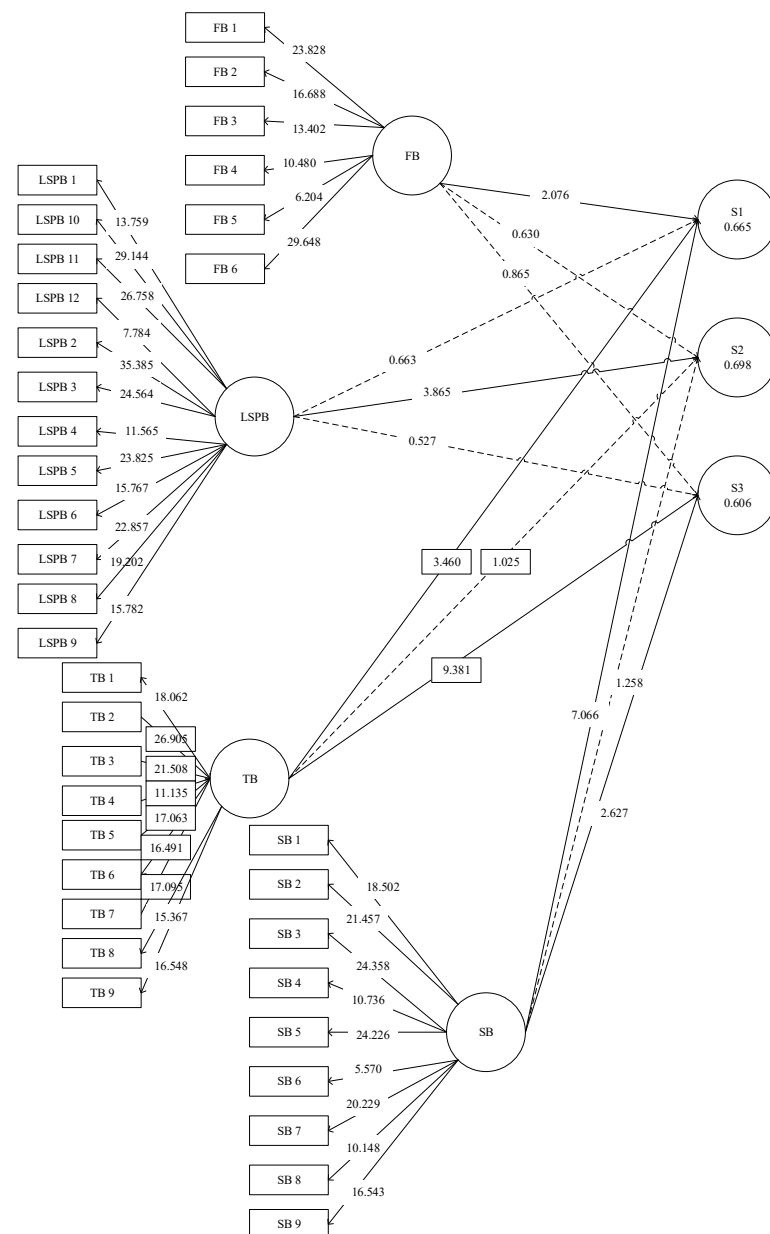 FB 1
FB 2
FB 3
FB 4
FB 5
FB 6
23.828
16.688
13.402
10.480
6.204
29.648
FB
LSPB 1
LSPB 10
LSPB 11
LSPB 12
LSPB 2
LSPB 3
LSPB 4
LSPB 5
LSPB 6
LSPB 7
LSPB 8
LSPB 9
13.759
29.144
26.758
7.784
35.385
24.564
11.565
23.825
15.767
22.857
19.202
15.782
LSPB
2.076
0.630
0.865
0.663
3.865
0.527
S1
0.665
S2
0.698
S3
0.606
3.460
1.025
9.381
1.258
7.066
2.627
TB 1
TB 2
TB 3
TB 4
TB 5
TB 6
TB 7
TB 8
TB 9
18.062
26.905
21.508
11.135
17.063
16.491
17.095
15.367
16.548
TB
SB 1
SB 2
SB 3
SB 4
SB 5
SB 6
SB 7
SB 8
SB 9
18.502
21.457
24.358
10.736
24.226
5.570
20.229
10.148
16.543
SB